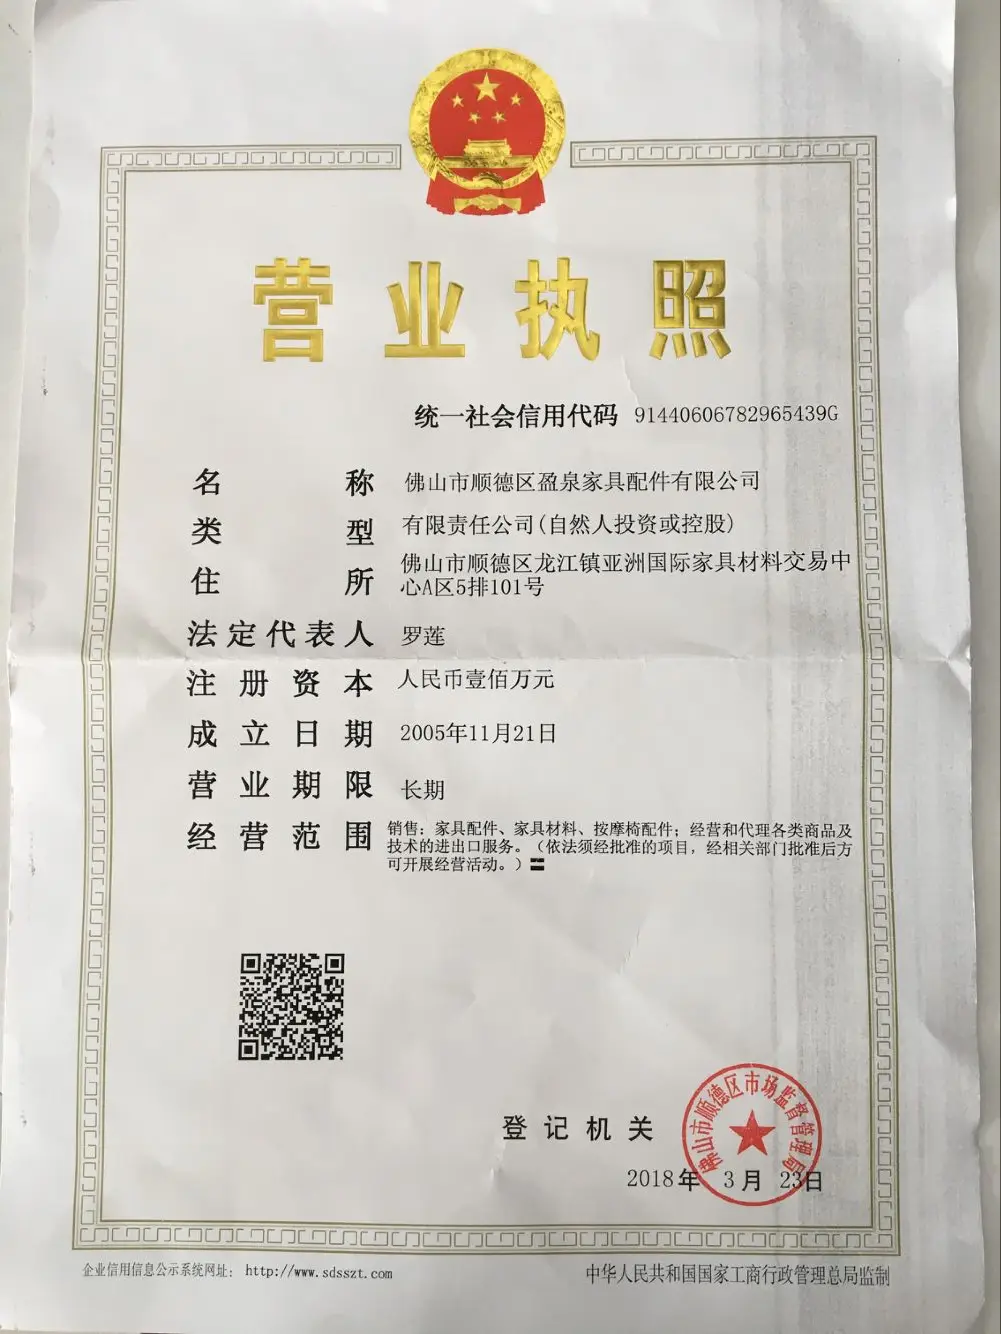 营业执照
统一社会信用代码 91440606782965439G
名称 佛山市顺德区盈泉家具配件有限公司
类型 有限责任公司(自然人投资或控股)
住所 佛山市顺德区龙江镇亚洲国际家具材料交易中
心A区5排101号
法定代表人 罗莲
注册资本 人民币壹佰万元
成立日期 2005年11月21日
营业期限 长期
经营范围 销售：家具配件、家具材料、按摩椅配件；经营和代理各类商品及
技术的进出口服务。（依法须经批准的项目，经相关部门批准后方
可开展经营活动。）
登记机关
佛山市顺德区市场监督管理局
2018年 3月 23日
企业信用信息公示系统网址： http://www.sdsszt.com
中华人民共和国国家工商行政管理总局监制